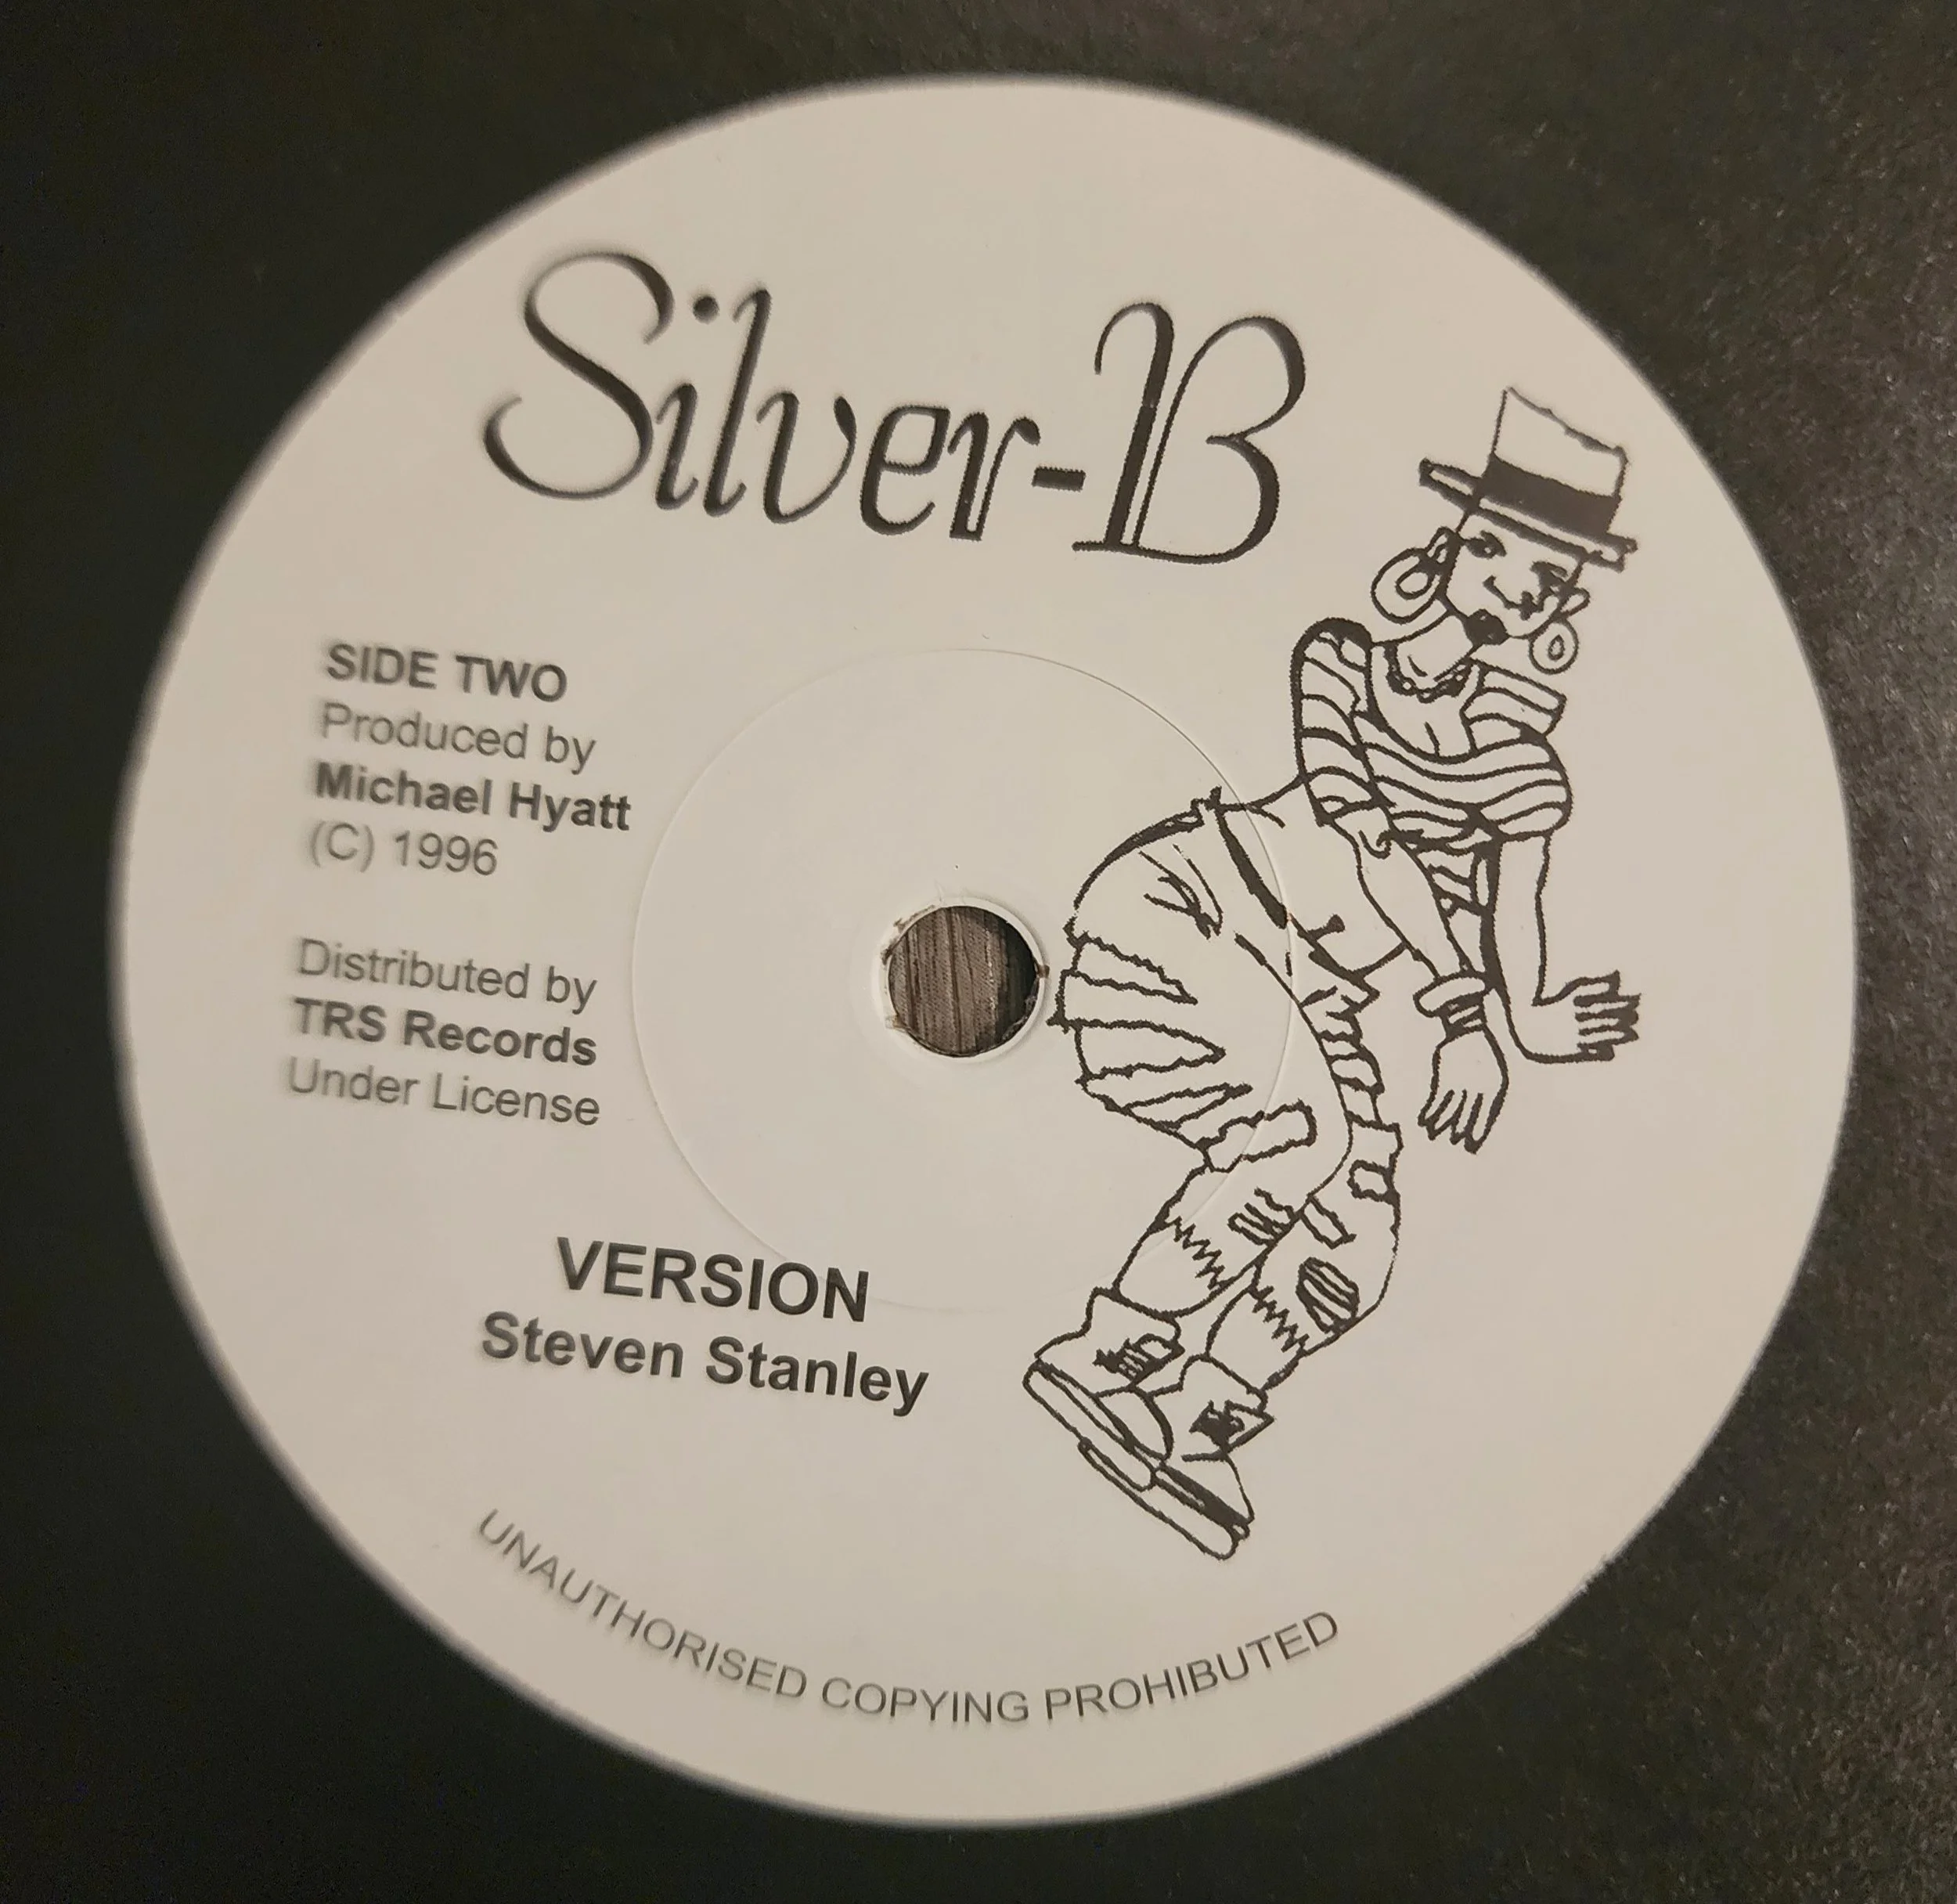 Silver-B
SIDE TWO
Produced by
Michael Hyatt
(C) 1996
Distributed by
TRS Records
Under License
VERSION
Steven Stanley
UNAUTHORISED COPYING PROHIBUTED